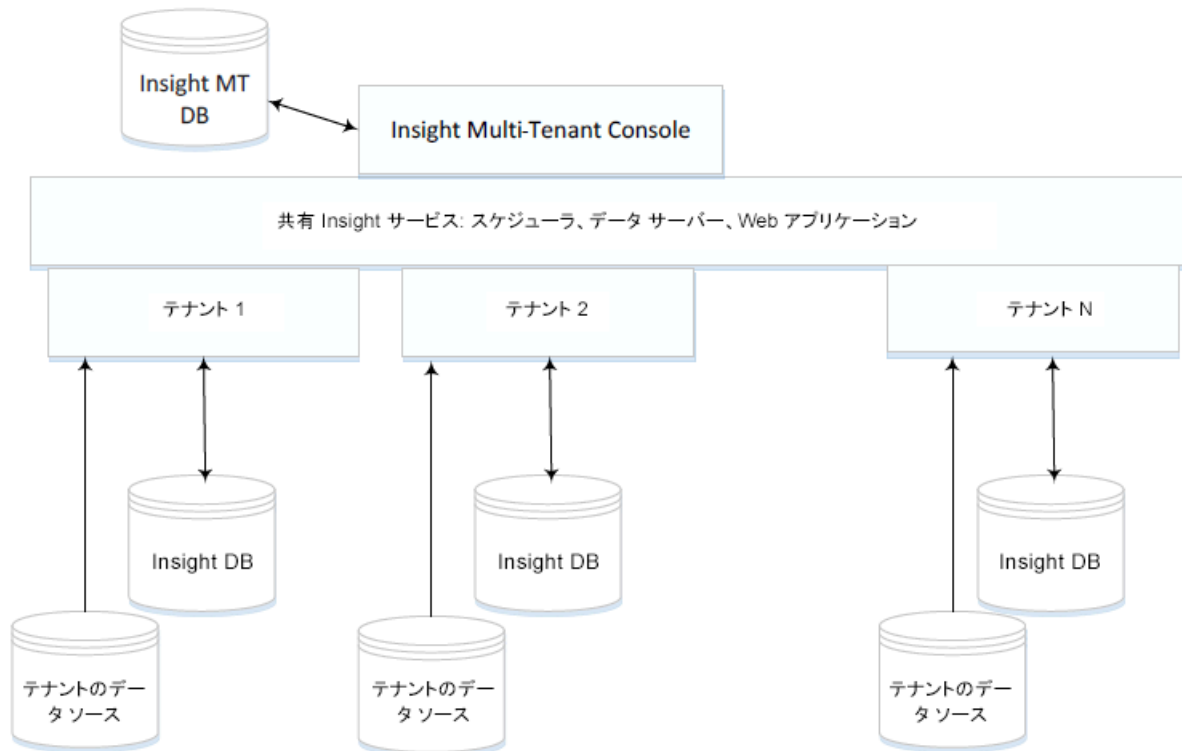 Insight MT
DB
Insight Multi-Tenant Console
共有 Insight サービス: スケジューラ、データ サーバー、Web アプリケーション
テナント 1
テナント 2
テナント N
Insight DB
Insight DB
Insight DB
テナントのデー
タ ソース
テナントのデー
タ ソース
テナントのデー
タ ソース